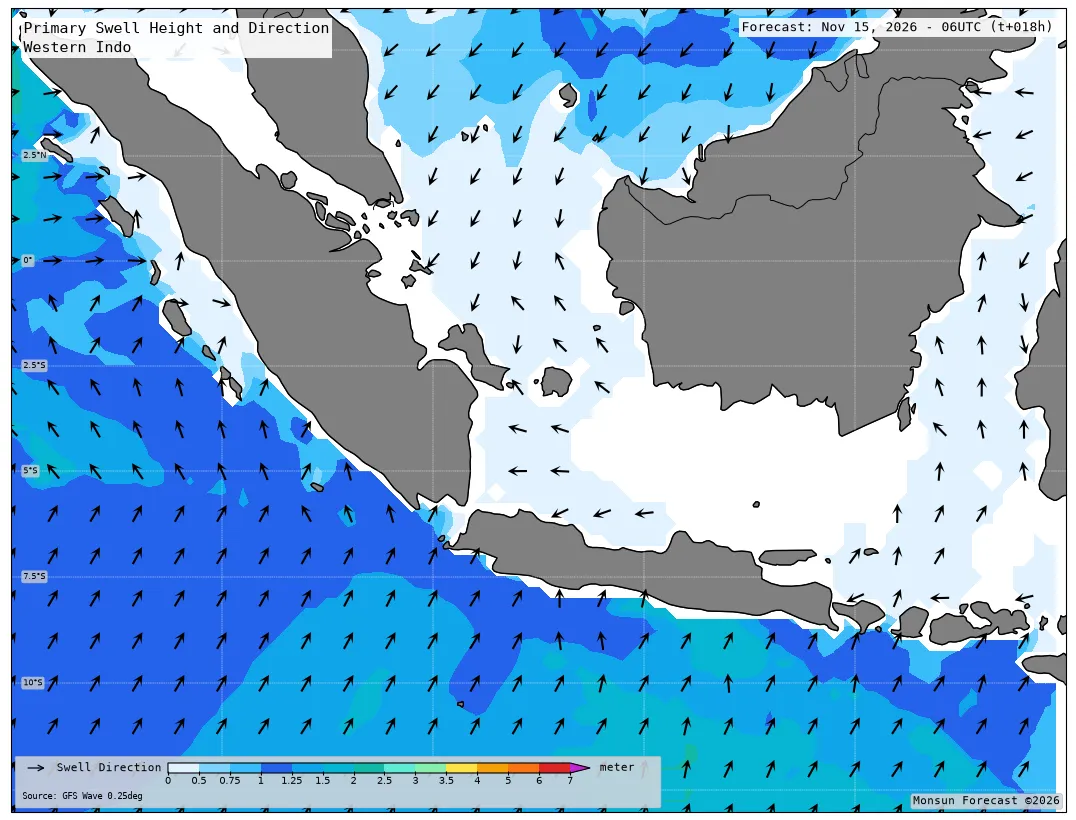 Primary Swell Height and Direction
Western Indo
Forecast: Nov 15, 2026 - 06UTC (t+018h)
2.5°N
0°
2.5°S
5°S
7.5°S
10°S
Swell Direction
0 0.5 0.75 1 1.25 1.5 2 2.5 3 3.5 4 5 6 7
meter
Source: GFS Wave 0.25deg
Monsun Forecast ©2026